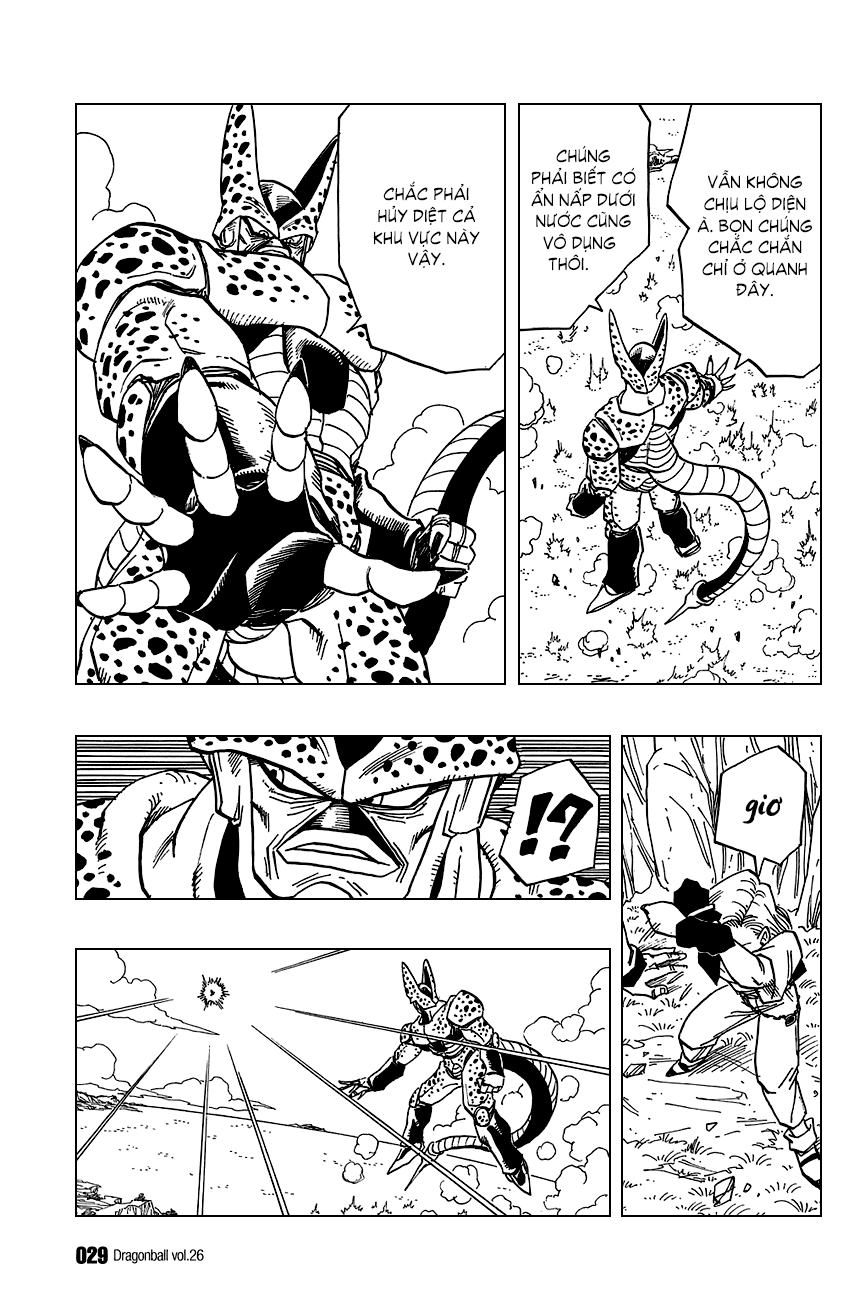 VẪN KHÔNG
CHỊU LỘ DIỆN
À. BỌN CHÚNG
CHẮC CHẮN
CHỈ Ở QUANH
ĐÂY.
CHÚNG
PHẢI BIẾT CÓ
ẨN NẤP DƯỚI
NƯỚC CŨNG
VÔ DỤNG
THÔI.
CHẮC PHẢI
HỦY DIỆT CẢ
KHU VỰC NÀY
VẬY.
giơ
!?
029 Dragonball vol.26